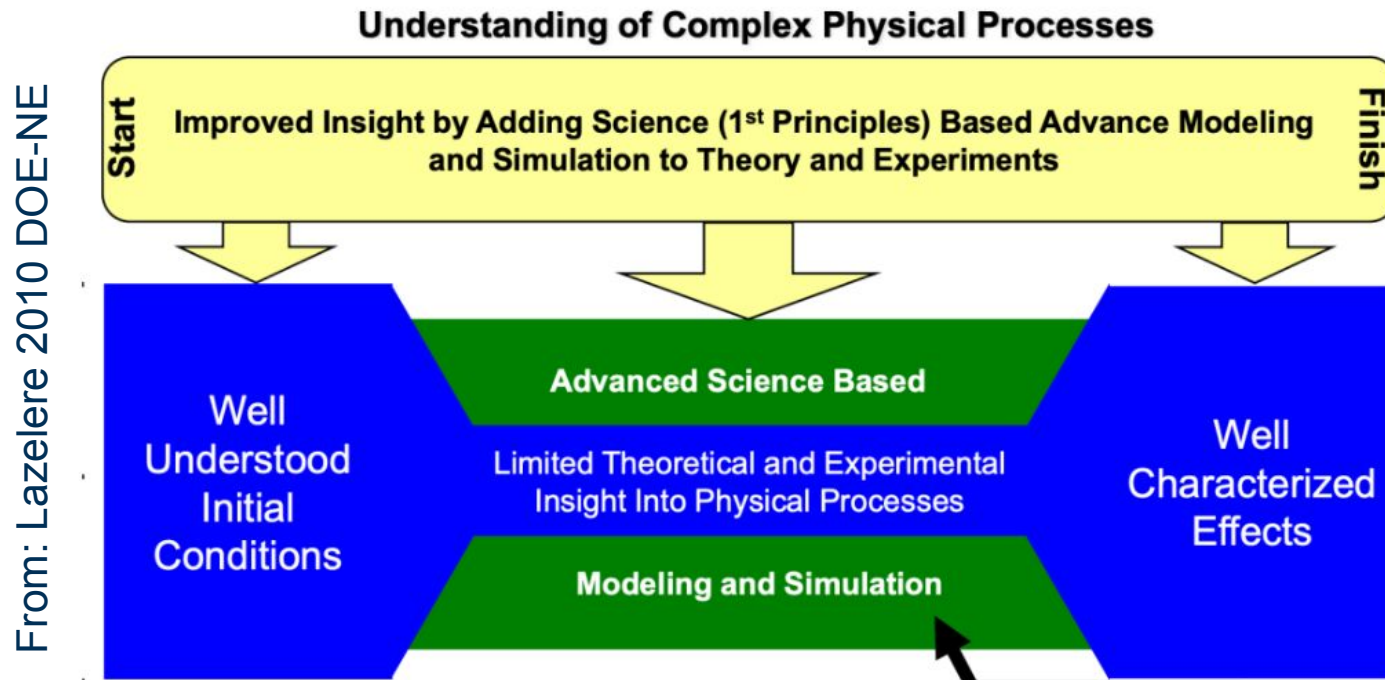 Understanding of Complex Physical Processes
From: Lazelere 2010 DOE-NE
Start
Improved Insight by Adding Science (1st Principles) Based Advance Modeling
and Simulation to Theory and Experiments
Finish
Well
Understood
Initial
Conditions
Advanced Science Based
Limited Theoretical and Experimental
Insight Into Physical Processes
Modeling and Simulation
Well
Characterized
Effects